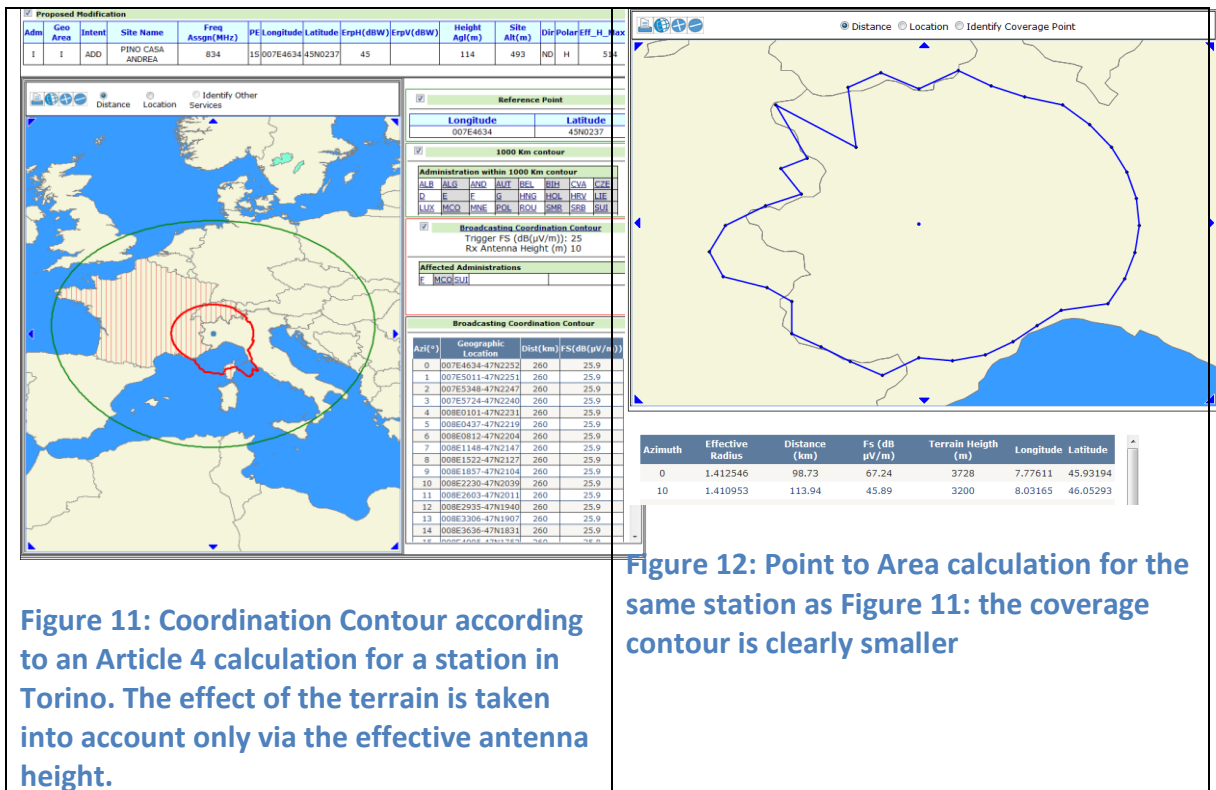 Proposed Modification
Adm Geo Area Intent Site Name Freq Assgn(MHz) PE Longitude Latitude ErpH(dBW) ErpV(dBW) Height Agl(m) Site Alt(m) Dir Polar Eff_H_Max
I I ADD PINO CASA ANDREA 834 1S 007E4634 45N0237 45 114 493 ND H 514
Distance Location Identify Other Services
Reference Point
Longitude Latitude
007E4634 45N0237
1000 Km contour
Administration within 1000 Km contour
ALB ALG AND AUT BEL BIH CVA CZE
D E F G HNG HOL HRV LIE
LUX MCO MNE POL ROU SMR SRB SUI
Broadcasting Coordination Contour
Trigger FS (dB(µV/m)): 25
Rx Antenna Height (m) 10
Affected Administrations
F MCO SUI
Broadcasting Coordination Contour
Azi(°) Geographic Location Dist(km) FS(dB(µV/m))
0 007E4634-47N2252 260 25.9
1 007E5011-47N2251 260 25.9
2 007E5348-47N2247 260 25.9
3 007E5724-47N2240 260 25.9
4 008E0101-47N2231 260 25.9
5 008E0437-47N2219 260 25.9
6 008E0812-47N2204 260 25.9
7 008E1148-47N2147 260 25.9
8 008E1522-47N2127 260 25.9
9 008E1857-47N2104 260 25.9
10 008E2230-47N2039 260 25.9
11 008E2603-47N2011 260 25.9
12 008E2935-47N1940 260 25.9
13 008E3306-47N1907 260 25.9
14 008E3636-47N1831 260 25.9
Figure 11: Coordination Contour according
to an Article 4 calculation for a station in
Torino. The effect of the terrain is taken
into account only via the effective antenna
height.
Distance Location Identify Coverage Point
Azimuth Effective Radius Distance (km) Fs (dB µV/m) Terrain Heigth (m) Longitude Latitude
0 1.412546 98.73 67.24 3728 7.77611 45.93194
10 1.410953 113.94 45.89 3200 8.03165 46.05293
Figure 12: Point to Area calculation for the
same station as Figure 11: the coverage
contour is clearly smaller